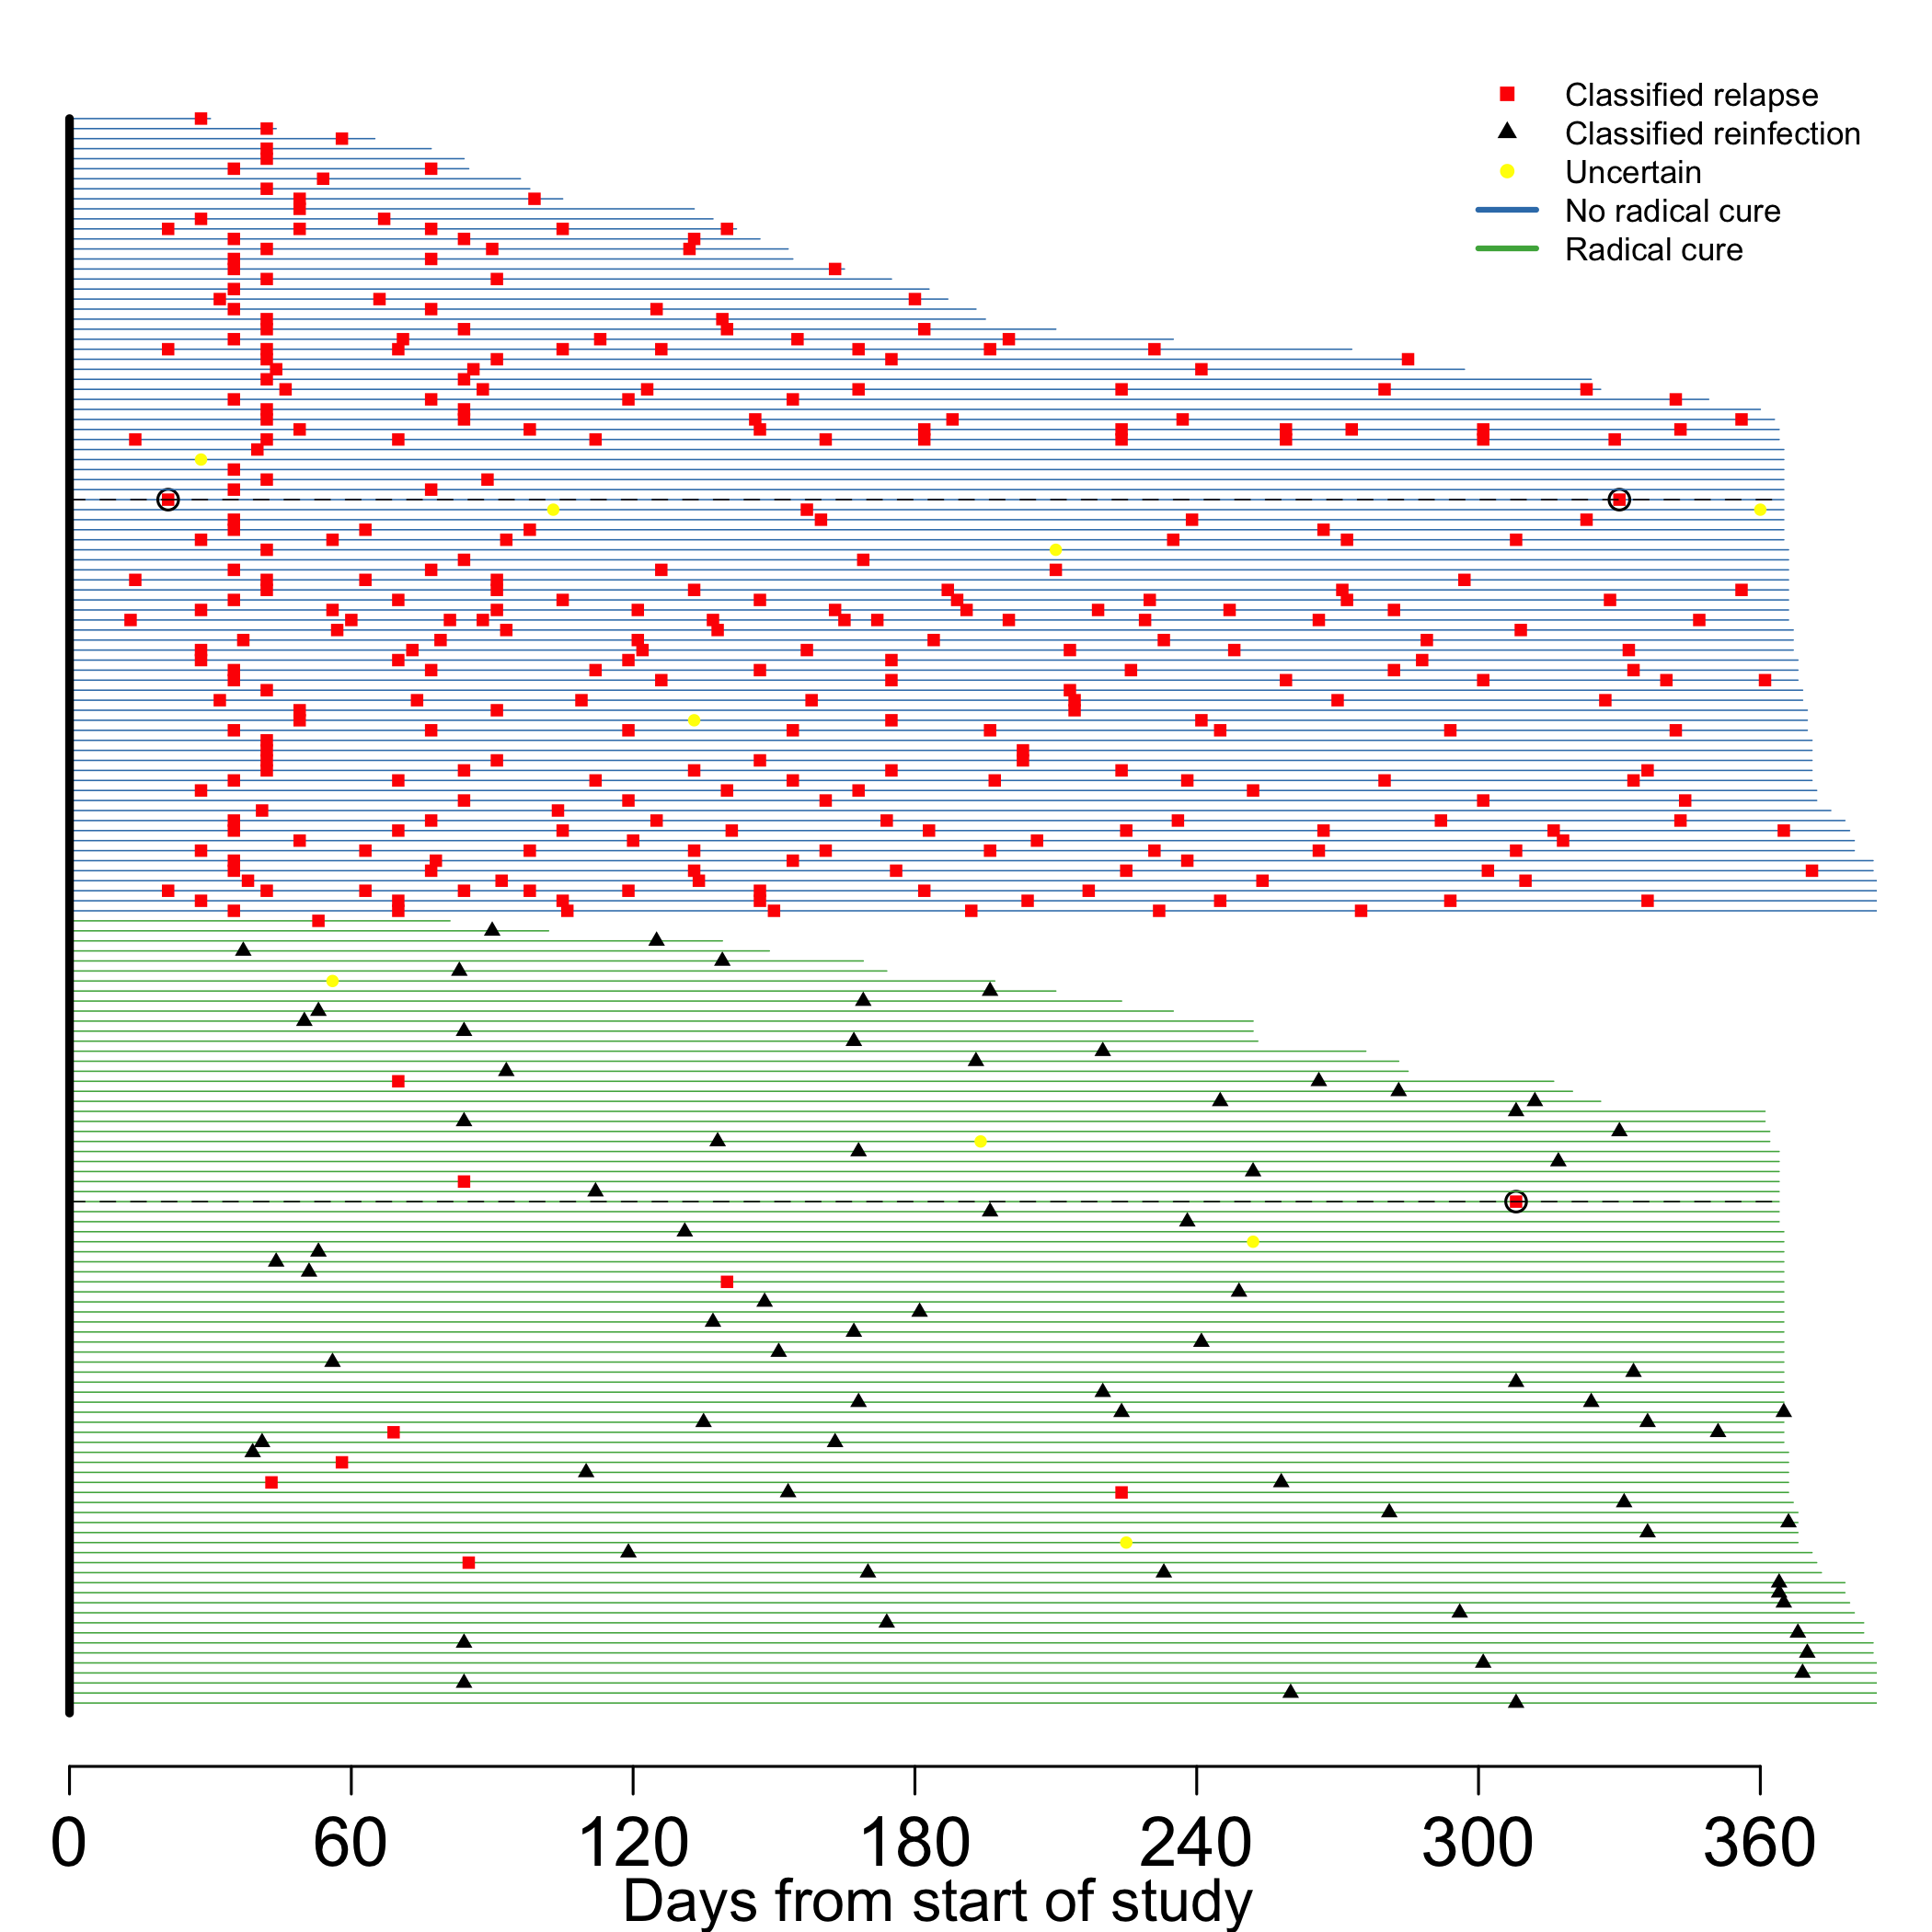 Classified relapse
Classified reinfection
Uncertain
No radical cure
Radical cure
0 60 120 180 240 300 360
Days from start of study